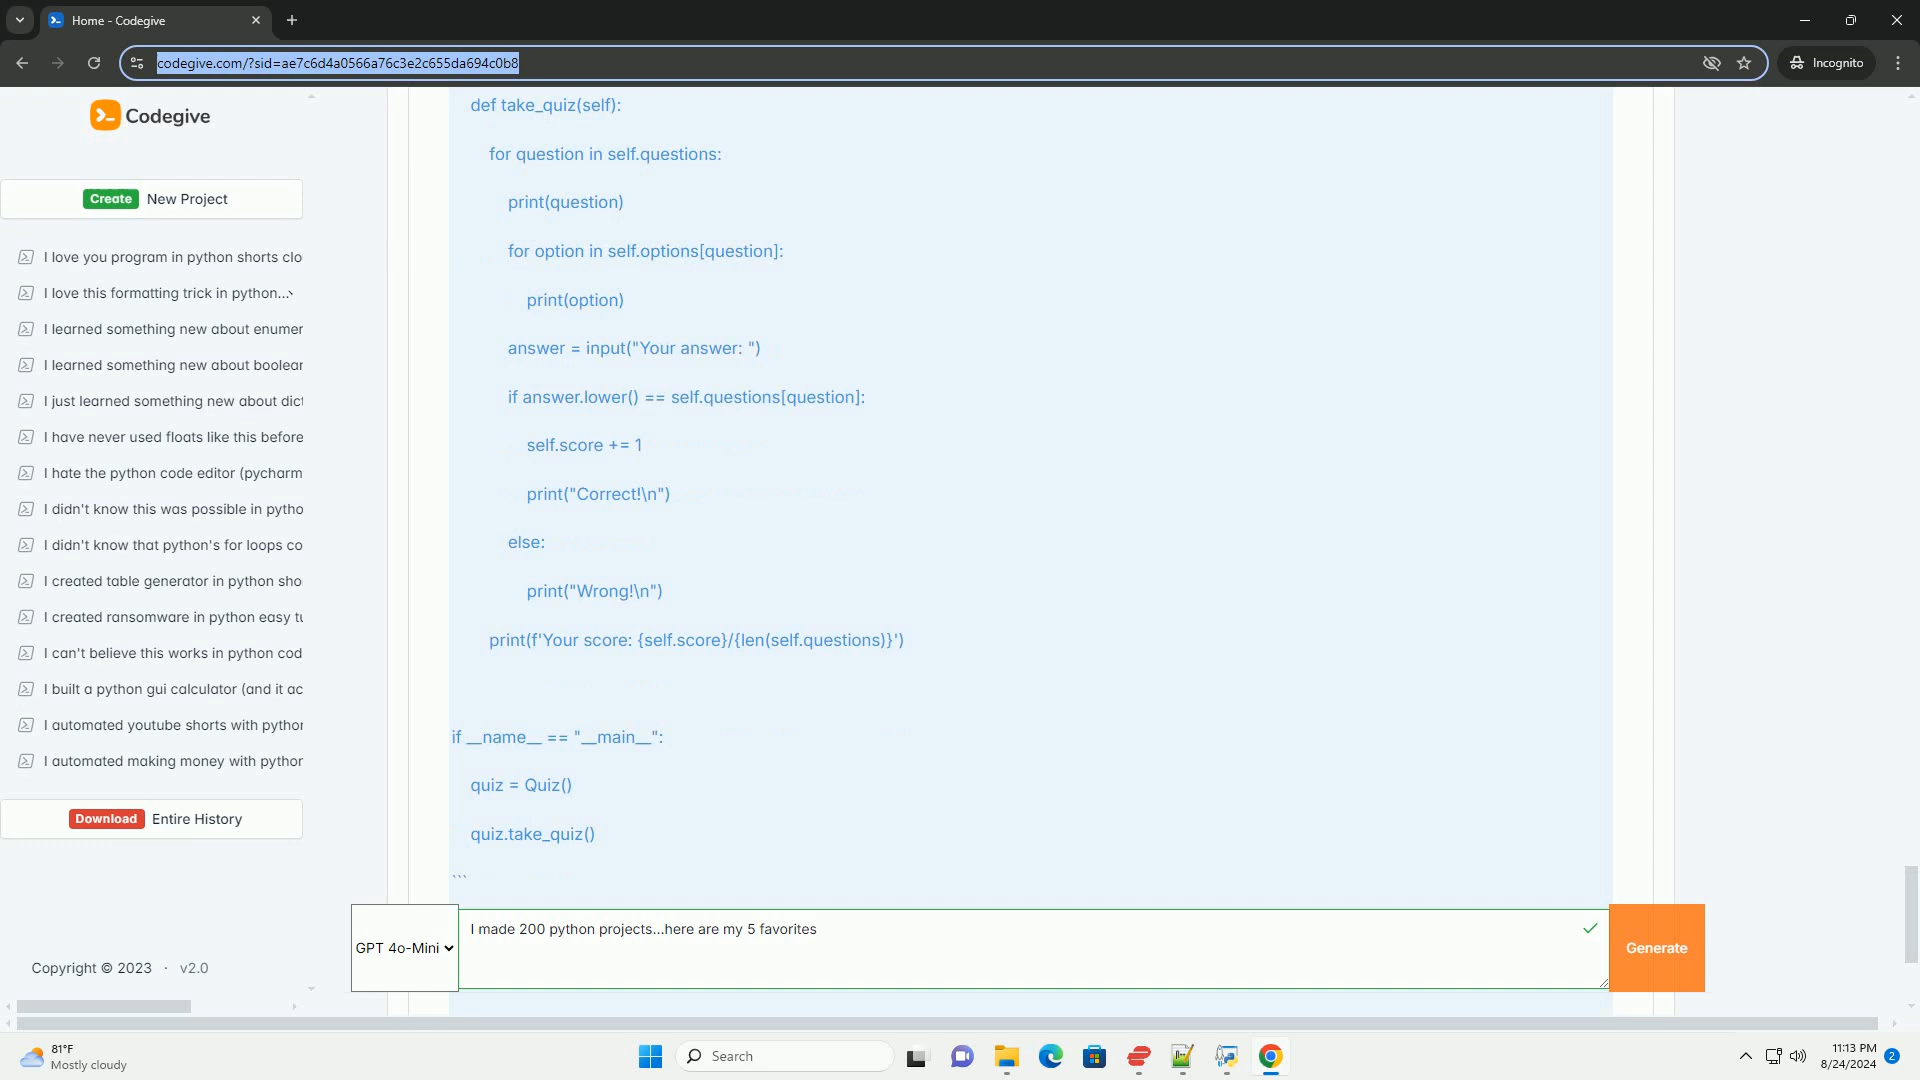 Home - Codegive
codegive.com/?sid=ae7c6d4a0566a76c3e2c655da694c0b8
Incognito
Codegive
Create New Project
I love you program in python shorts clo
I love this formatting trick in python...
I learned something new about enumer
I learned something new about boolear
I just learned something new about dict
I have never used floats like this before
I hate the python code editor (pycharm
I didn't know this was possible in pytho
I didn't know that python's for loops co
I created table generator in python sho
I created ransomware in python easy tu
I can't believe this works in python cod
I built a python gui calculator (and it ac
I automated youtube shorts with pythor
I automated making money with pythor
Download Entire History
Copyright © 2023 · v2.0
def take_quiz(self):
for question in self.questions:
print(question)
for option in self.options[question]:
print(option)
answer = input("Your answer: ")
if answer.lower() == self.questions[question]:
self.score += 1
print("Correct!\n")
else:
print("Wrong!\n")
print(f'Your score: {self.score}/{len(self.questions)}')
if __name__ == "__main__":
quiz = Quiz()
quiz.take_quiz()
```
GPT 4o-Mini
I made 200 python projects...here are my 5 favorites
Generate
81°F
Mostly cloudy
Search
11:13 PM
8/24/2024
2